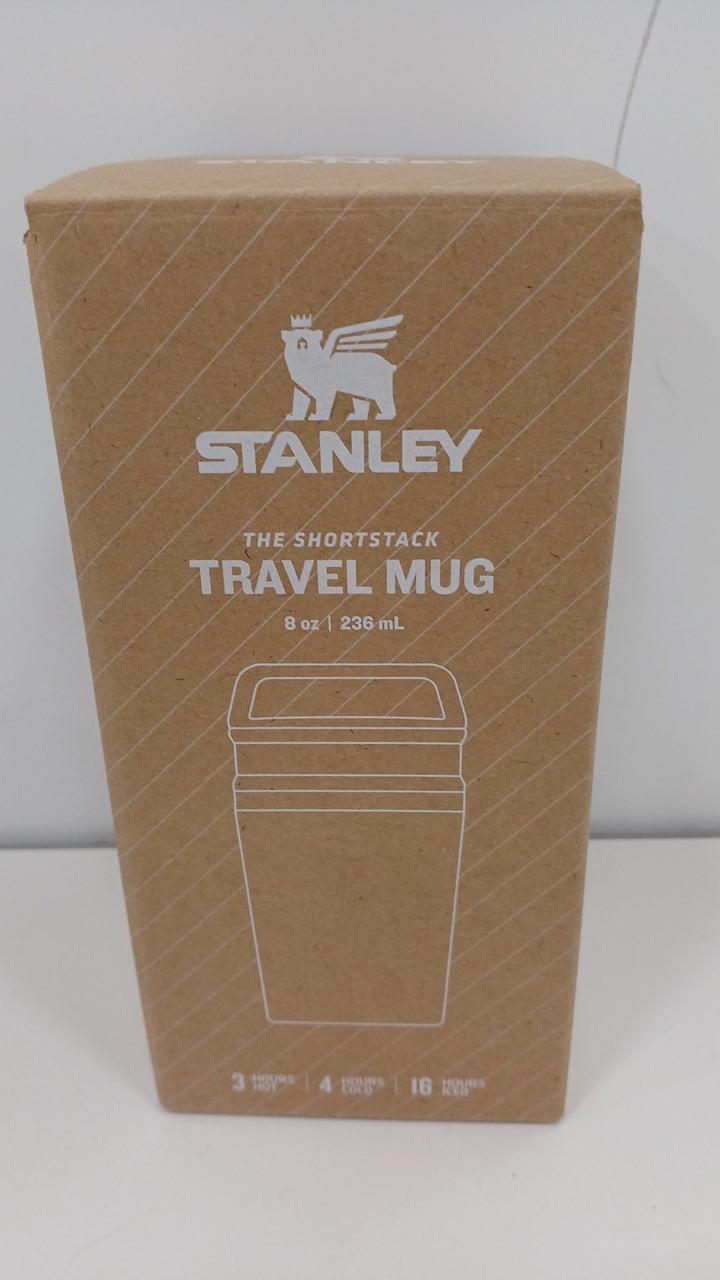 STANLEY
THE SHORTSTACK
TRAVEL MUG
8 oz | 236 mL
3 HOURS HOT | 4 HOURS COLD | 16 HOURS ICED